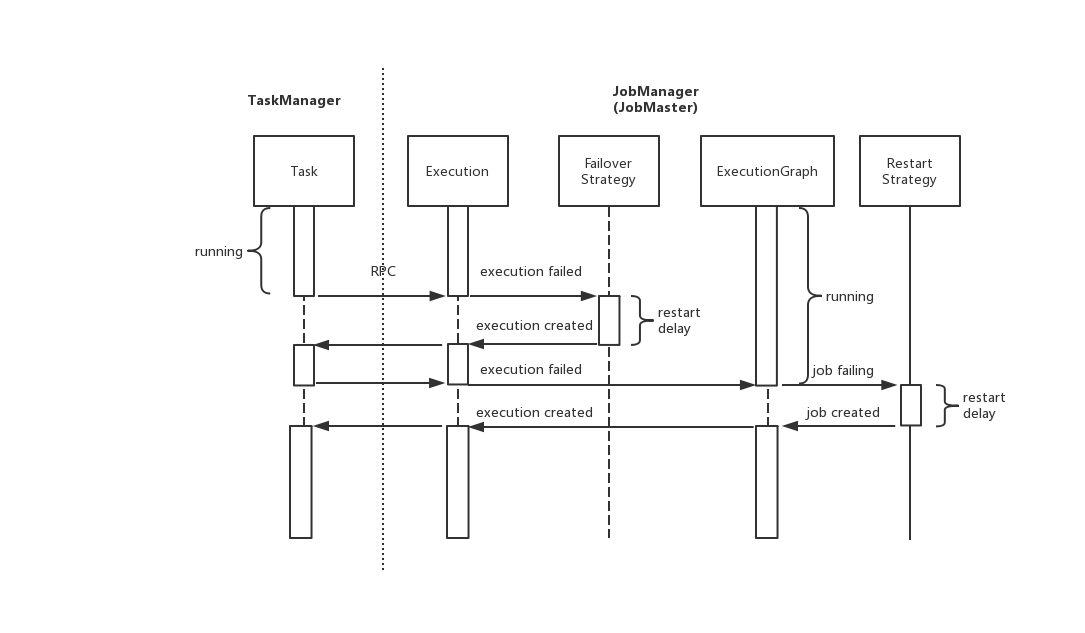 TaskManager
JobManager
(JobMaster)
Task
Execution
Failover
Strategy
ExecutionGraph
Restart
Strategy
running
RPC
execution failed
running
restart
delay
execution created
execution failed
job failing
restart
delay
execution created
job created